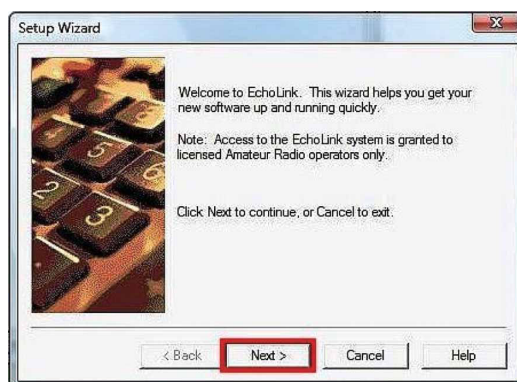 Setup Wizard
Welcome to EchoLink. This wizard helps you get your
new software up and running quickly.
Note: Access to the EchoLink system is granted to
licensed Amateur Radio operators only.
Click Next to continue, or Cancel to exit.
< Back Next > Cancel Help